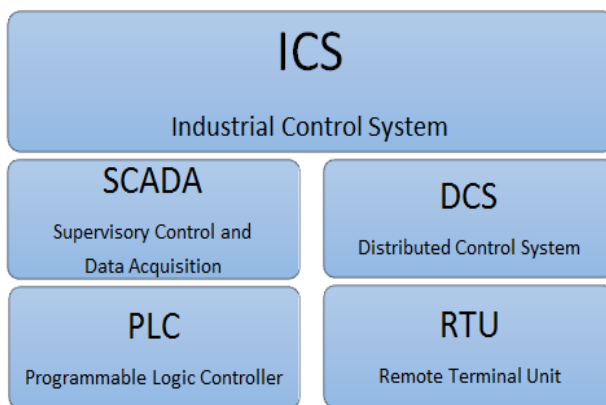 ICS
Industrial Control System
SCADA
Supervisory Control and
Data Acquisition
DCS
Distributed Control System
PLC
Programmable Logic Controller
RTU
Remote Terminal Unit